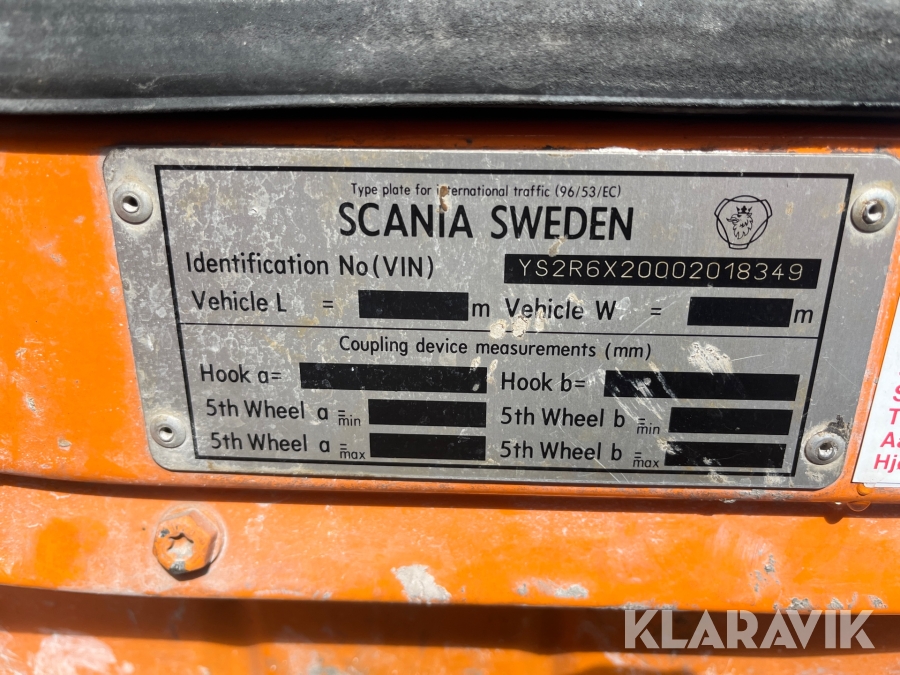 Type plate for international traffic (96/53/EC)
SCANIA SWEDEN
Identification No(VIN) YS2R6X20002018349
Vehicle L = m Vehicle W = m
Coupling device measurements (mm)
Hook a= Hook b=
5th Wheel a =min 5th Wheel b =min
5th Wheel a =max 5th Wheel b =max
KLARAVIK